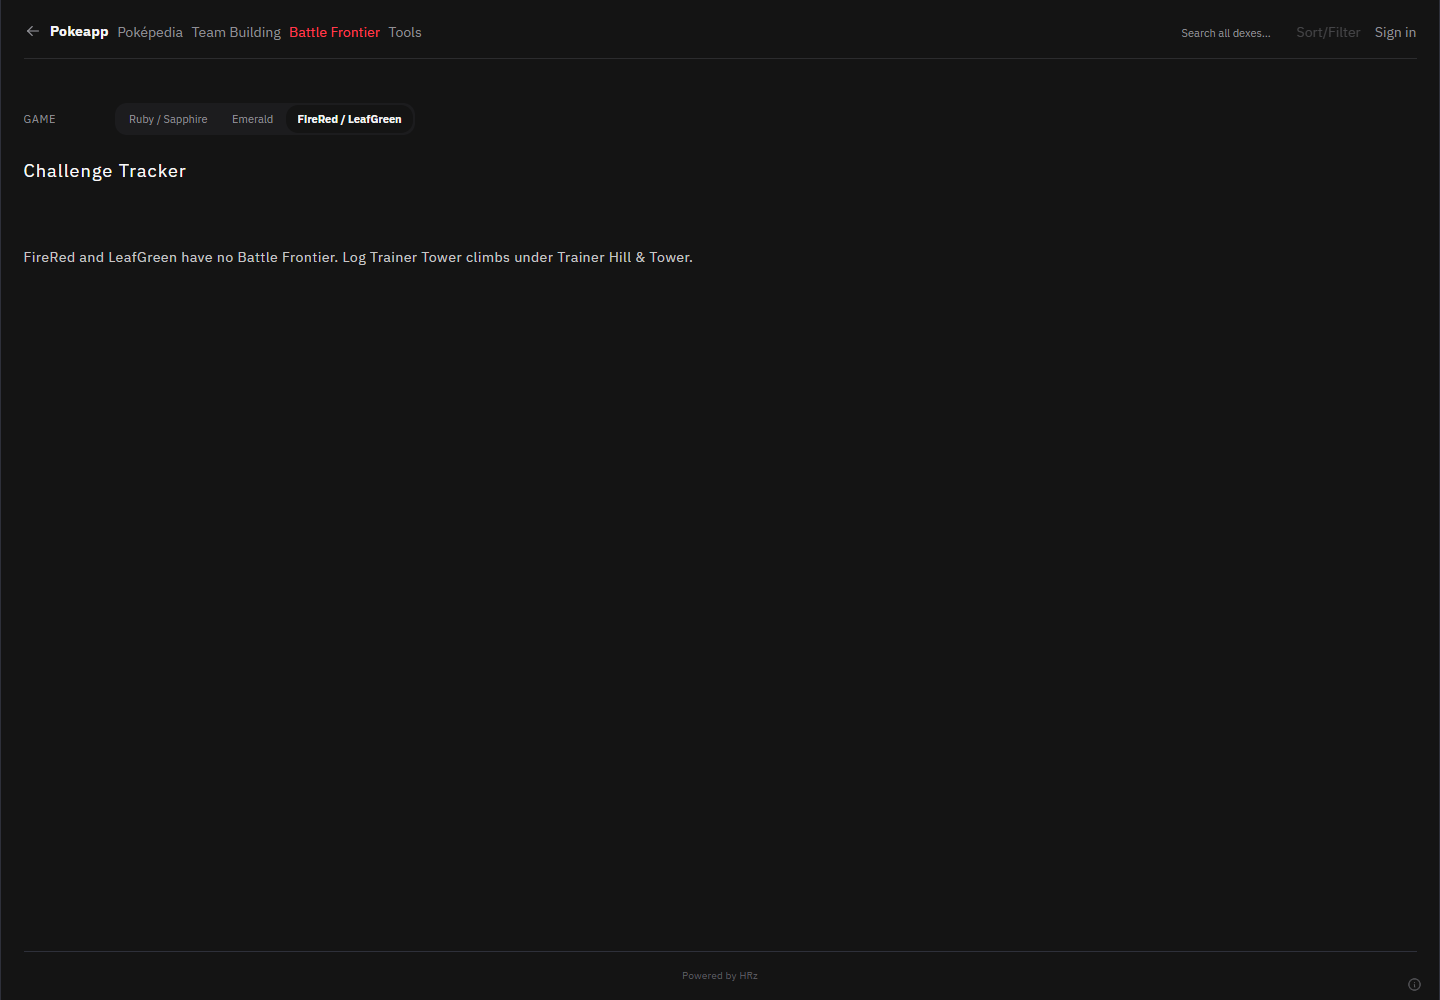 Pokeapp Poképedia Team Building Battle Frontier Tools Search all dexes... Sort/Filter Sign in
GAME Ruby / Sapphire Emerald FireRed / LeafGreen
Challenge Tracker
FireRed and LeafGreen have no Battle Frontier. Log Trainer Tower climbs under Trainer Hill & Tower.
Powered by HRz